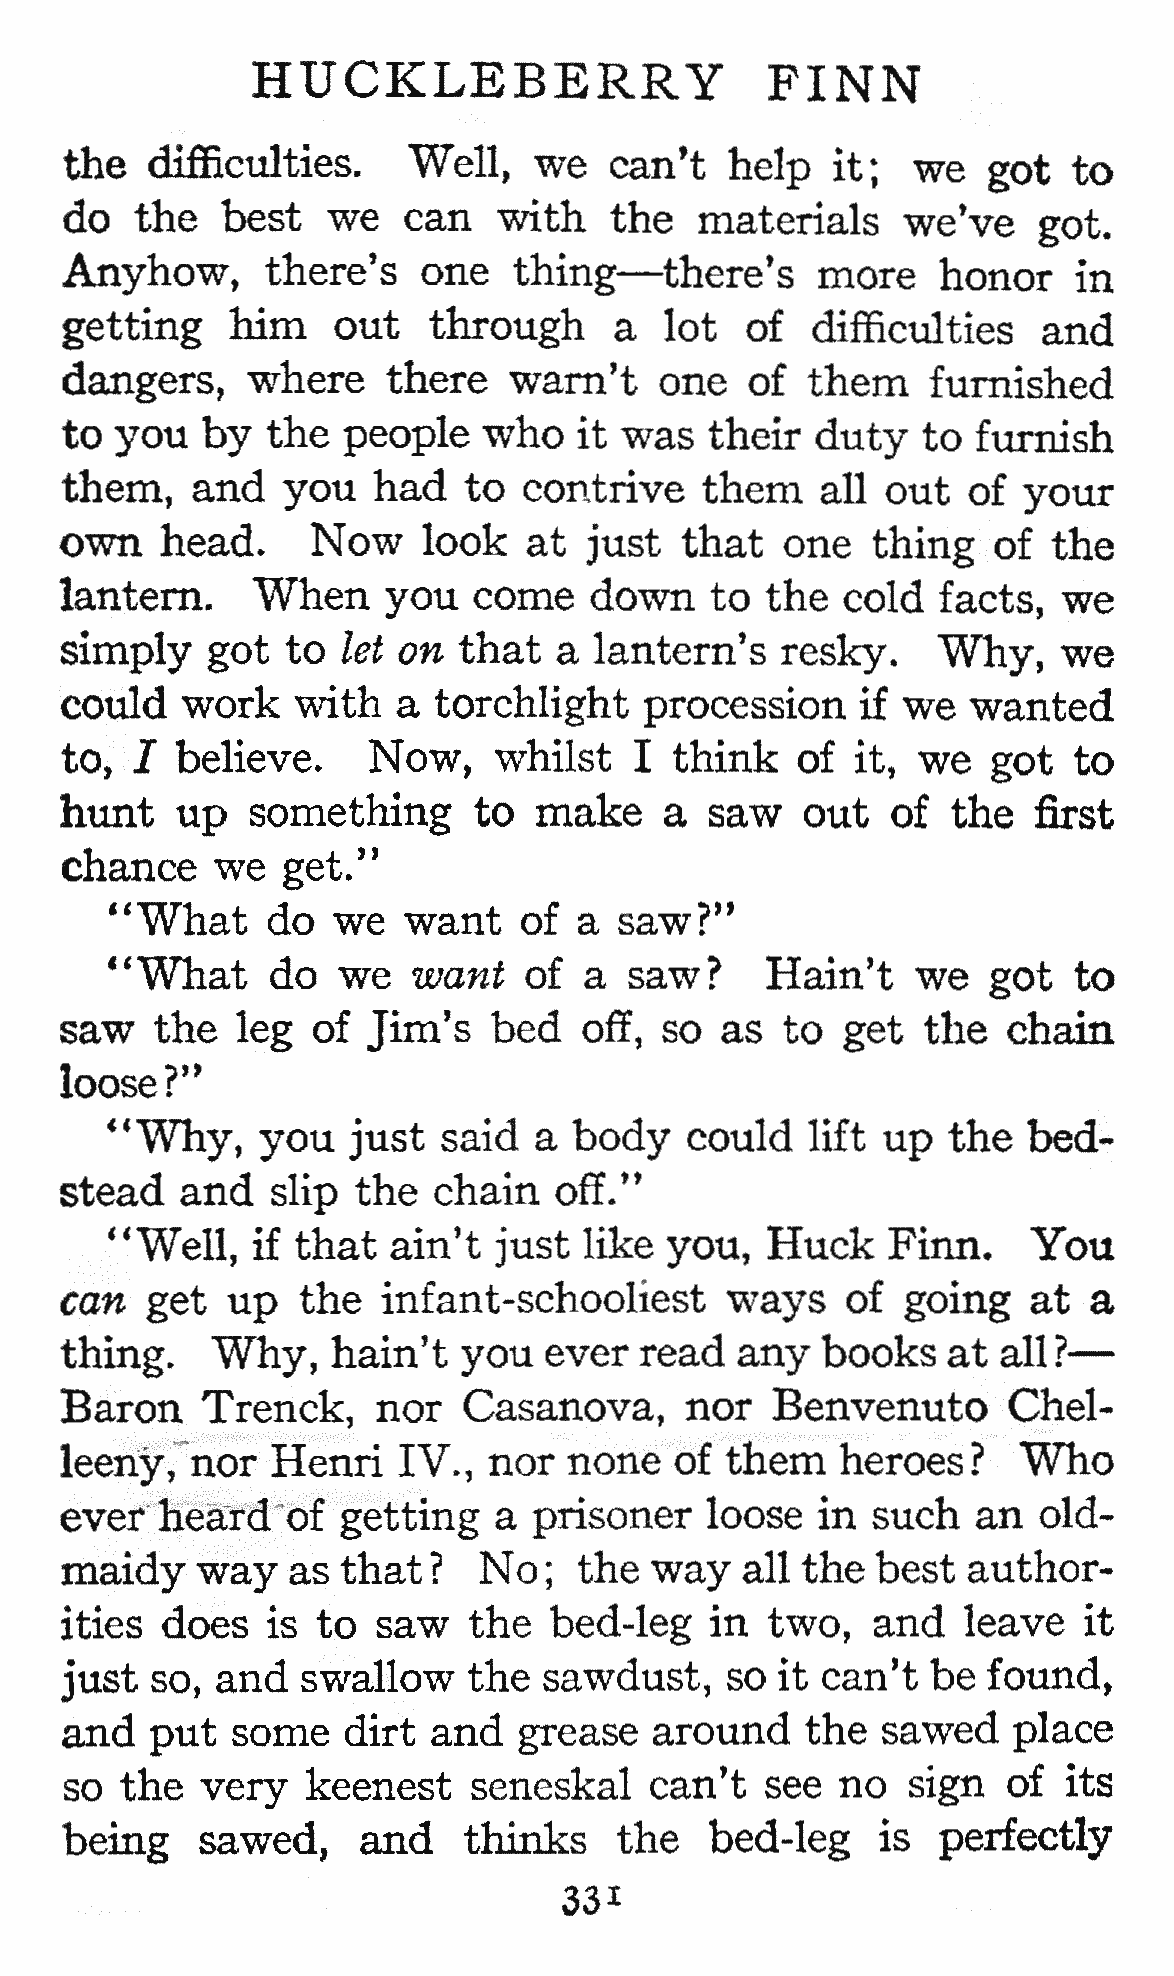 HUCKLEBERRY FINN
the difficulties. Well, we can't help it; we got to
do the best we can with the materials we've got.
Anyhow, there's one thing—there's more honor in
getting him out through a lot of difficulties and
dangers, where there warn't one of them furnished
to you by the people who it was their duty to furnish
them, and you had to contrive them all out of your
own head. Now look at just that one thing of the
lantern. When you come down to the cold facts, we
simply got to let on that a lantern's resky. Why, we
could work with a torchlight procession if we wanted
to, I believe. Now, whilst I think of it, we got to
hunt up something to make a saw out of the first
chance we get."
"What do we want of a saw?"
"What do we want of a saw? Hain't we got to
saw the leg of Jim's bed off, so as to get the chain
loose?"
"Why, you just said a body could lift up the bed-
stead and slip the chain off."
"Well, if that ain't just like you, Huck Finn. You
can get up the infant-schooliest ways of going at a
thing. Why, hain't you ever read any books at all?—
Baron Trenck, nor Casanova, nor Benvenuto Chel-
leeny, nor Henri IV., nor none of them heroes? Who
ever heard of getting a prisoner loose in such an old-
maidy way as that? No; the way all the best author-
ities does is to saw the bed-leg in two, and leave it
just so, and swallow the sawdust, so it can't be found,
and put some dirt and grease around the sawed place
so the very keenest seneskal can't see no sign of its
being sawed, and thinks the bed-leg is perfectly
331